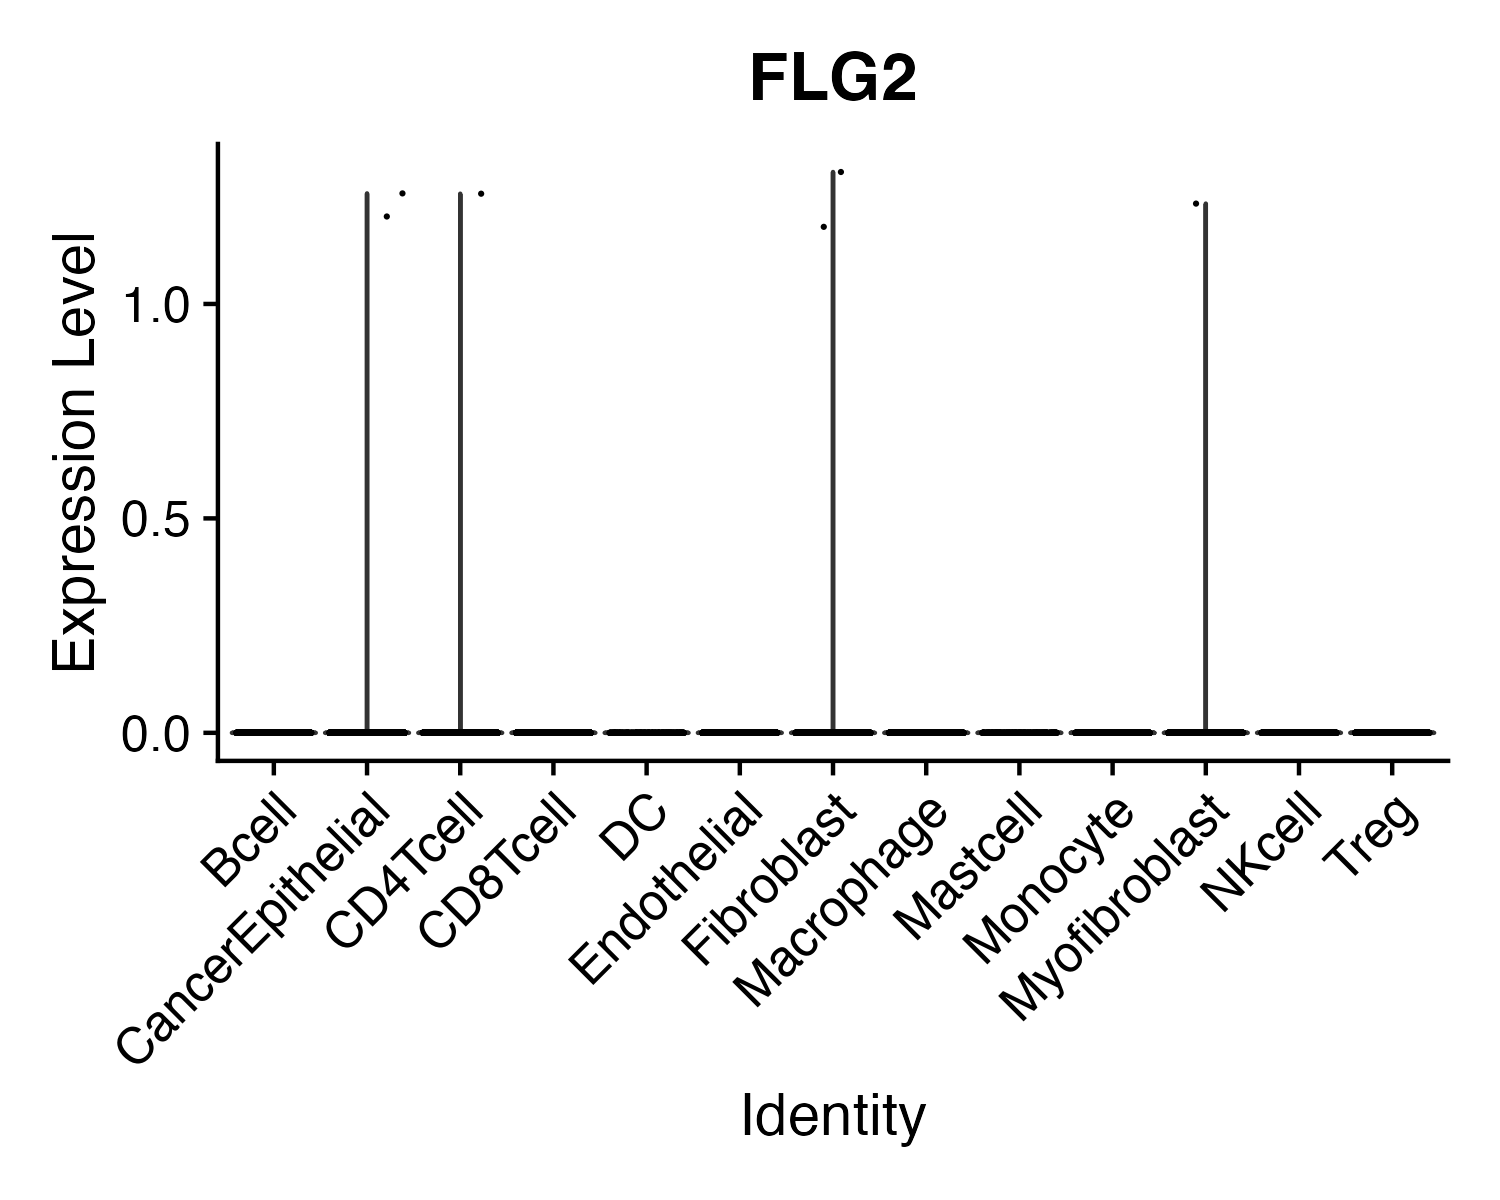 FLG2
Expression Level
1.0
0.5
0.0
Bcell
CancerEpithelial
CD4Tcell
CD8Tcell
DC
Endothelial
Fibroblast
Macrophage
Mastcell
Monocyte
Myofibroblast
NKcell
Treg
Identity